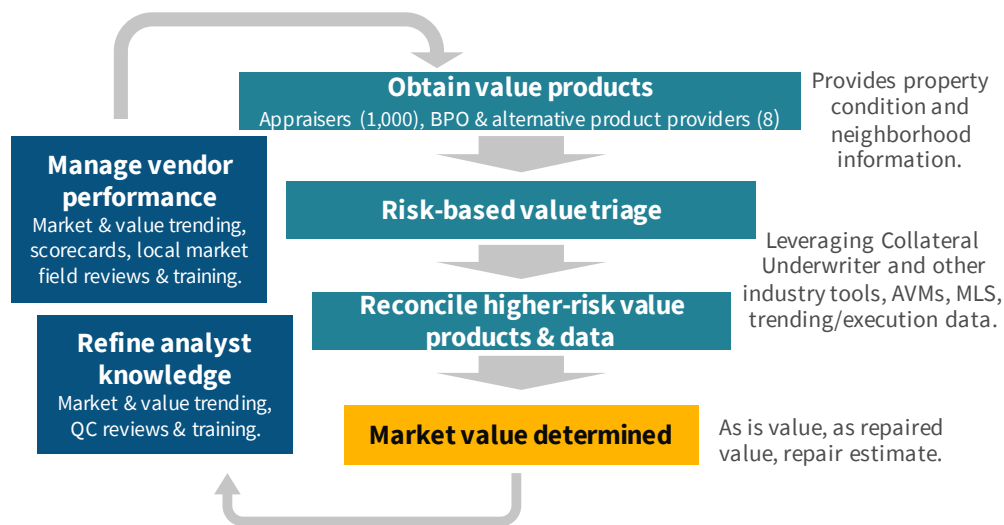 Obtain value products
Appraisers (1,000), BPO & alternative product providers (8)
Provides property
condition and
neighborhood
information.
Manage vendor
performance
Market & value trending,
scorecards, local market
field reviews & training.
Risk-based value triage
Leveraging Collateral
Underwriter and other
industry tools, AVMs, MLS,
trending/execution data.
Reconcile higher-risk value
products & data
Refine analyst
knowledge
Market & value trending,
QC reviews & training.
Market value determined
As is value, as repaired
value, repair estimate.